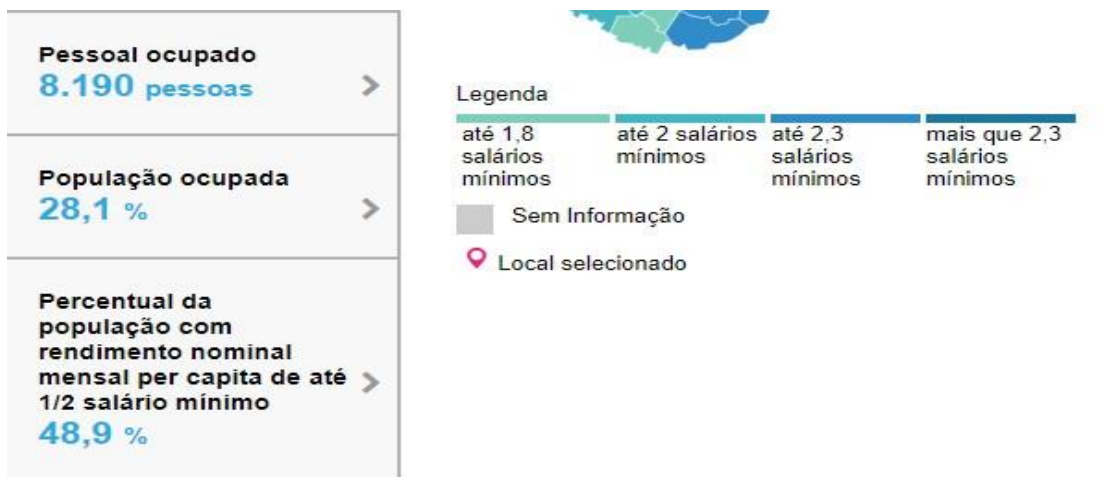 Pessoal ocupado
8.190 pessoas
População ocupada
28,1 %
Percentual da
população com
rendimento nominal
mensal per capita de até
1/2 salário mínimo
48,9 %
Legenda
até 1,8
salários
mínimos
até 2 salários
mínimos
até 2,3
salários
mínimos
mais que 2,3
salários
mínimos
Sem Informação
Local selecionado